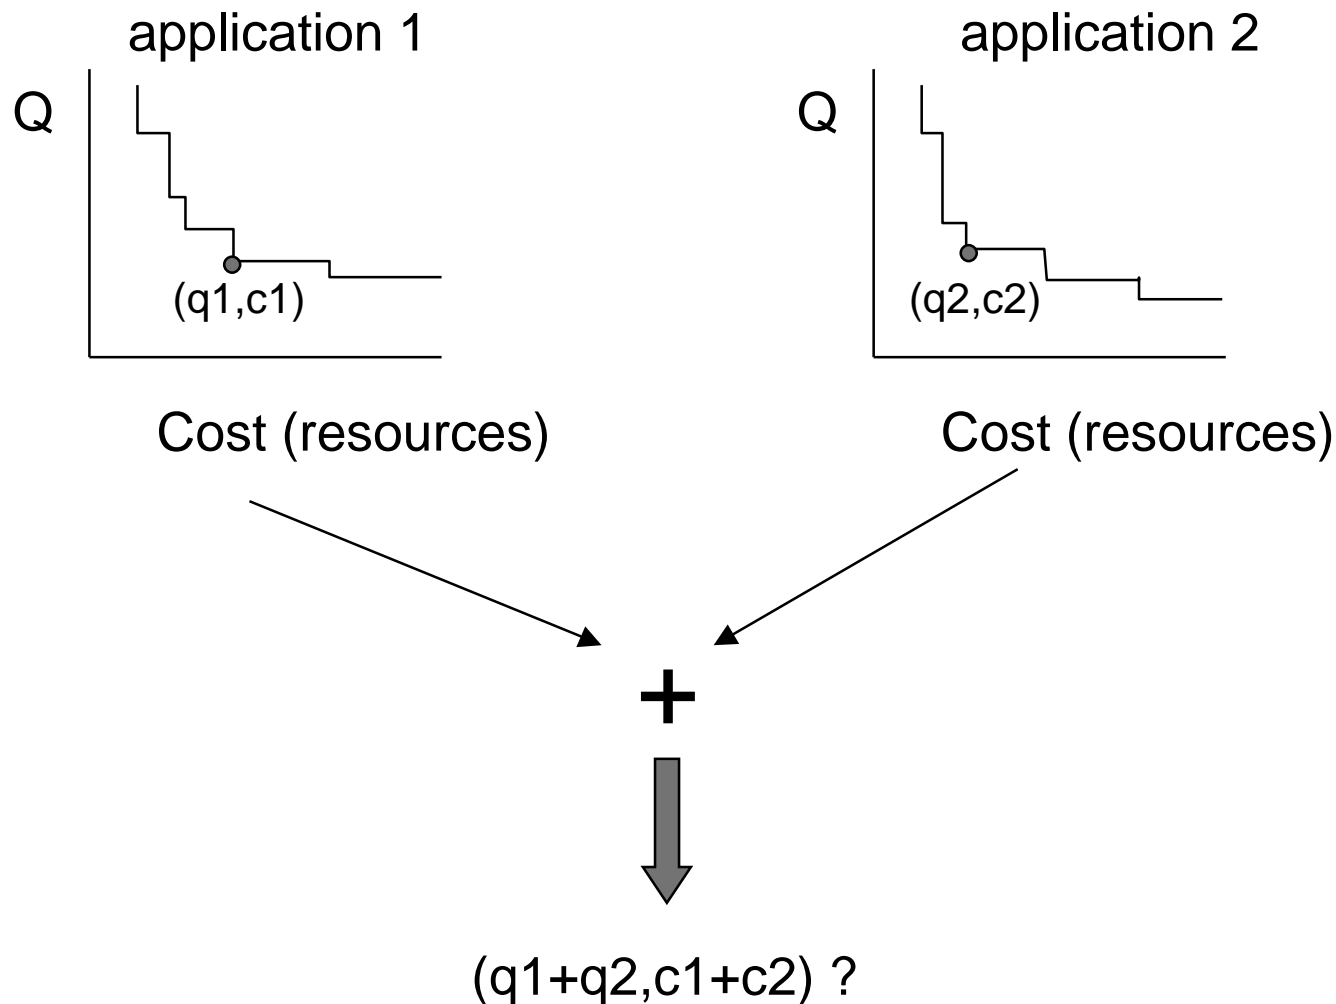 application 1
Q
(q1,c1)
Cost (resources)
application 2
Q
(q2,c2)
Cost (resources)
+
(q1+q2,c1+c2) ?